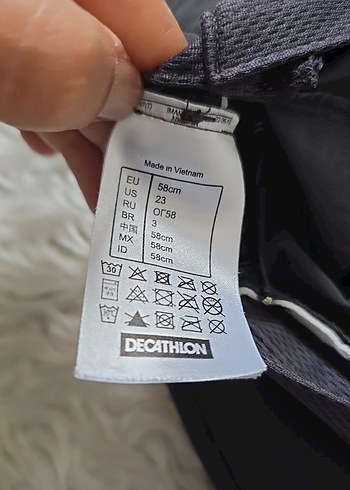 Made in Vietnam
EU 58cm
US 23
RU ОГ58
BR 3
中国 58cm
MX 58cm
ID 58cm
30
DECATHLON